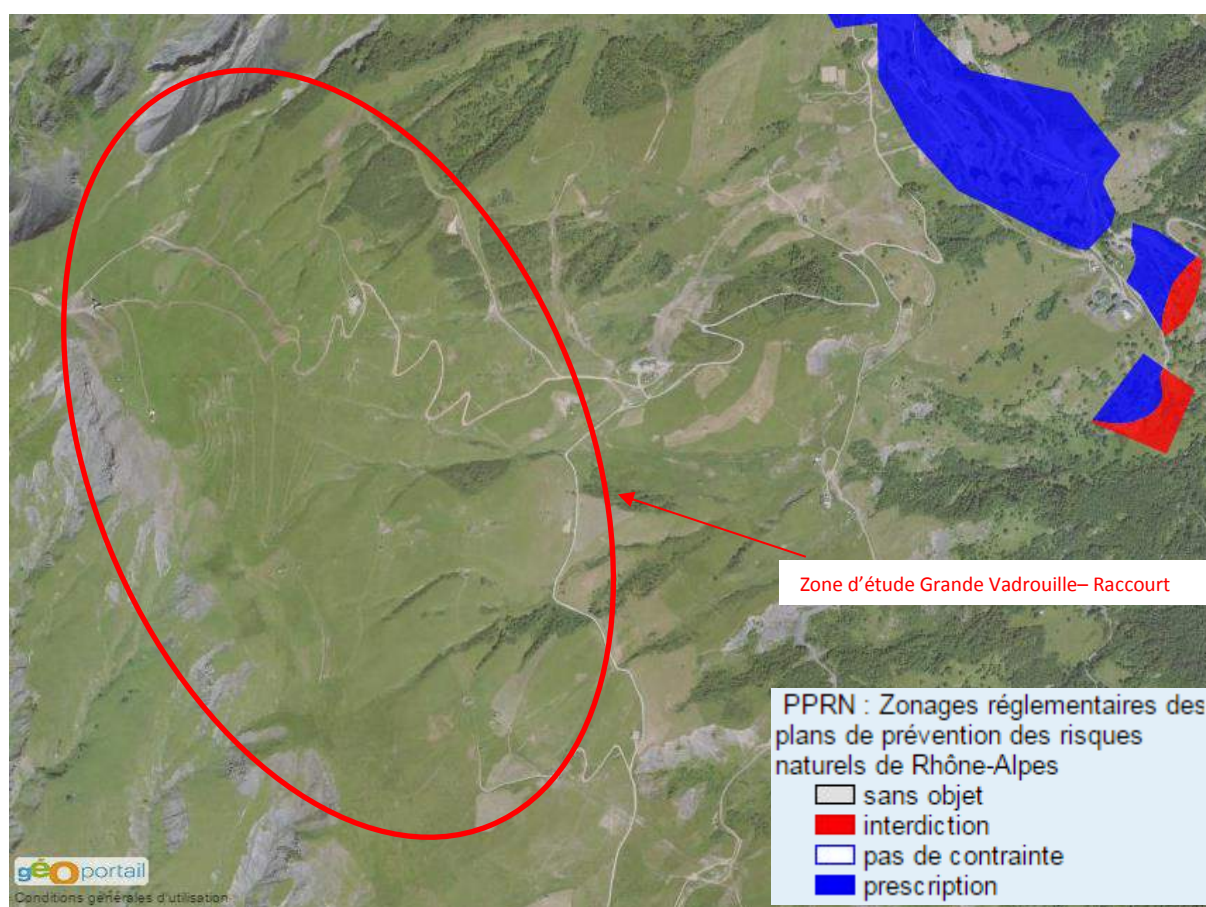 Zone d'étude Grande Vadrouille– Raccourt
PPRN : Zonages réglementaires des
plans de prévention des risques
naturels de Rhône-Alpes
sans objet
interdiction
pas de contrainte
prescription
géoportail
Conditions générales d'utilisation